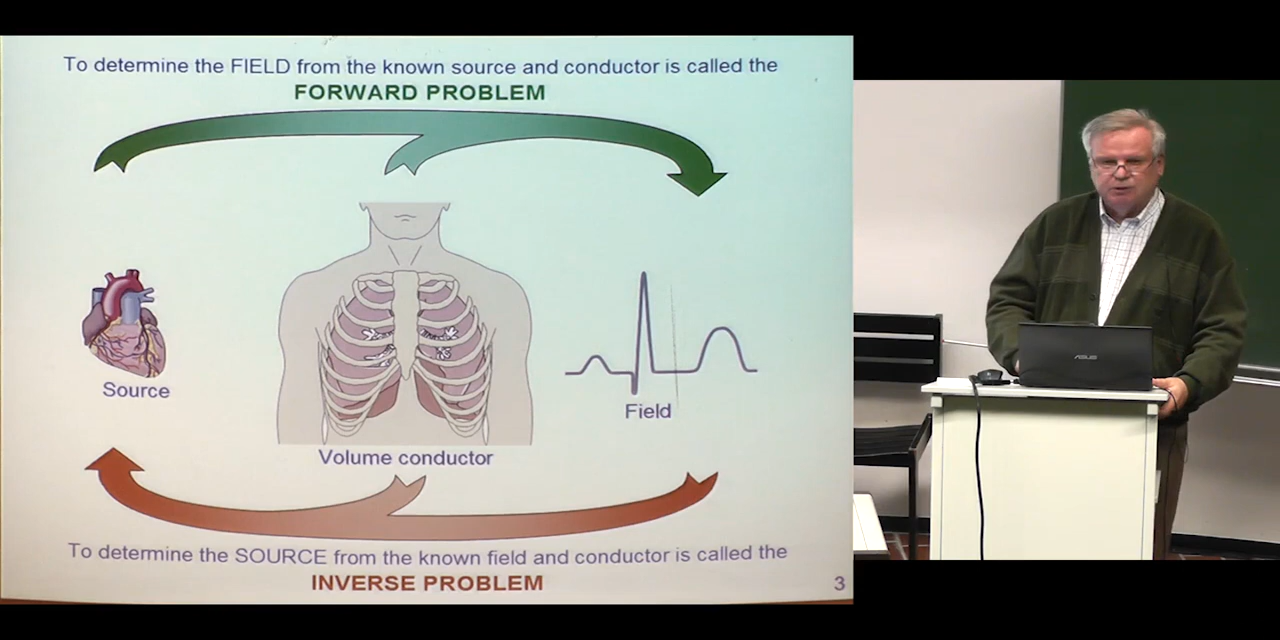 To determine the FIELD from the known source and conductor is called the
FORWARD PROBLEM
Source
Field
Volume conductor
To determine the SOURCE from the known field and conductor is called the
INVERSE PROBLEM
3
ASUS